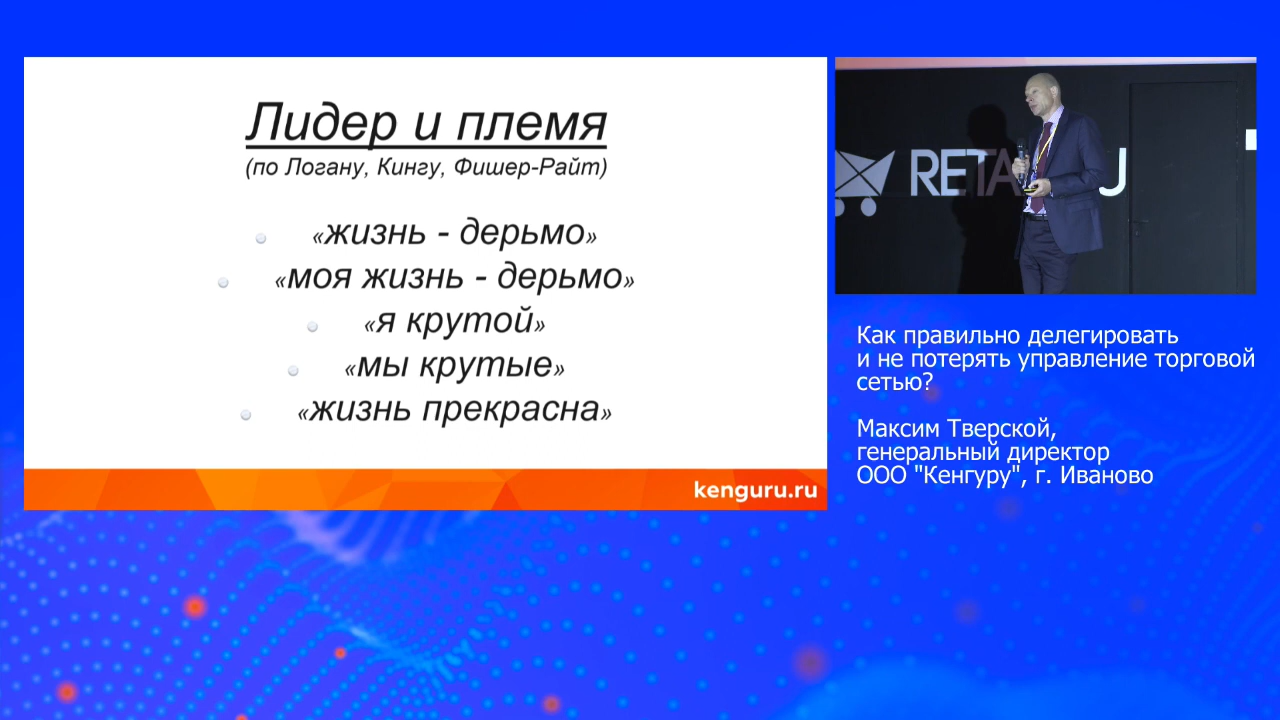 Лидер и племя
(по Логану, Кингу, Фишер-Райт)
«жизнь - дерьмо»
«моя жизнь - дерьмо»
«я крутой»
«мы крутые»
«жизнь прекрасна»
kenguru.ru
RETA U
Как правильно делегировать
и не потерять управление торговой
сетью?
Максим Тверской,
генеральный директор
ООО "Кенгуру", г. Иваново